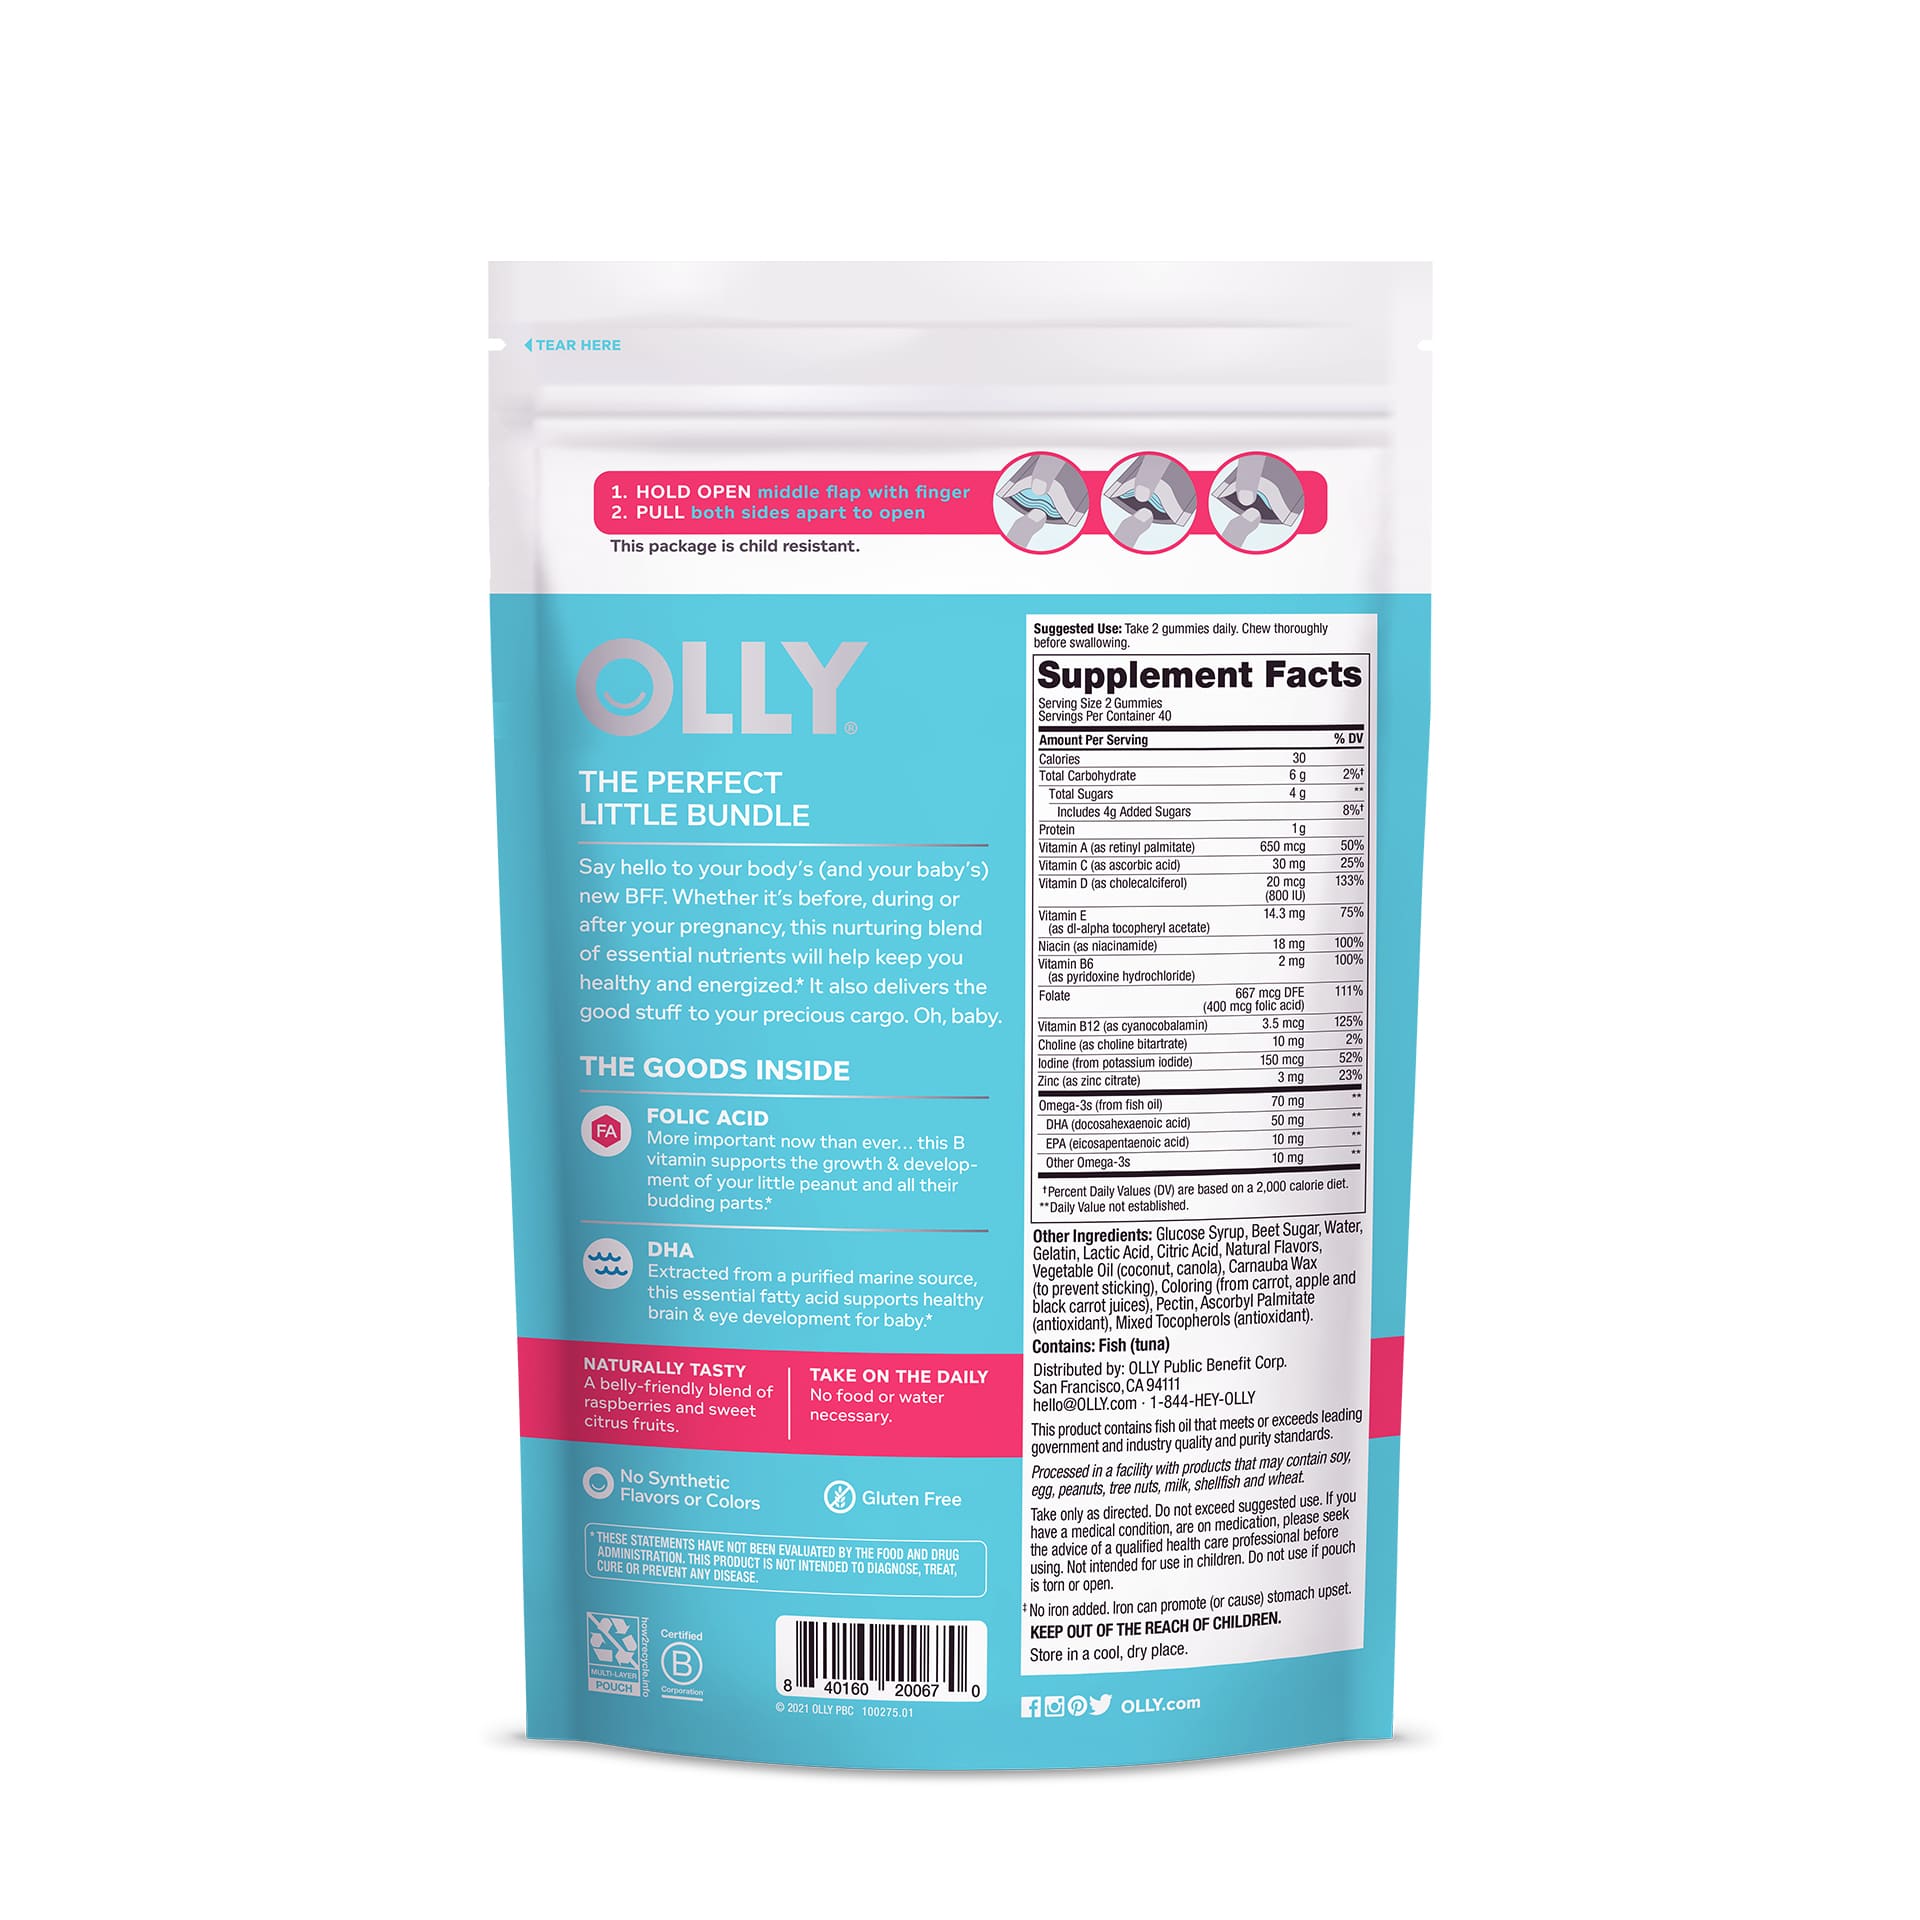 TEAR HERE
1. HOLD OPEN middle flap with finger
2. PULL both sides apart to open
This package is child resistant.
OLLY®
THE PERFECT
LITTLE BUNDLE
Say hello to your body's (and your baby's)
new BFF. Whether it's before, during or
after your pregnancy, this nurturing blend
of essential nutrients will help keep you
healthy and energized.* It also delivers the
good stuff to your precious cargo. Oh, baby.
THE GOODS INSIDE
FA
FOLIC ACID
More important now than ever... this B
vitamin supports the growth & develop-
ment of your little peanut and all their
budding parts.*
DHA
Extracted from a purified marine source,
this essential fatty acid supports healthy
brain & eye development for baby.*
NATURALLY TASTY
A belly-friendly blend of
raspberries and sweet
citrus fruits.
TAKE ON THE DAILY
No food or water
necessary.
No Synthetic
Flavors or Colors
Gluten Free
*THESE STATEMENTS HAVE NOT BEEN EVALUATED BY THE FOOD AND DRUG
ADMINISTRATION. THIS PRODUCT IS NOT INTENDED TO DIAGNOSE, TREAT,
CURE OR PREVENT ANY DISEASE.
MULTI-LAYER
POUCH
how2recycle.info
Certified
B
Corporation
8 40160 20067 0
© 2021 OLLY PBC 100275.01
Suggested Use: Take 2 gummies daily. Chew thoroughly
before swallowing.
Supplement Facts
Serving Size 2 Gummies
Servings Per Container 40
Amount Per Serving % DV
Calories 30
Total Carbohydrate 6 g 2%†
Total Sugars 4 g **
Includes 4g Added Sugars 8%†
Protein 1 g
Vitamin A (as retinyl palmitate) 650 mcg 50%
Vitamin C (as ascorbic acid) 30 mg 25%
Vitamin D (as cholecalciferol) 20 mcg 133%
(800 IU)
Vitamin E 14.3 mg 75%
(as dl-alpha tocopheryl acetate)
Niacin (as niacinamide) 18 mg 100%
Vitamin B6 2 mg 100%
(as pyridoxine hydrochloride)
Folate 667 mcg DFE 111%
(400 mcg folic acid)
Vitamin B12 (as cyanocobalamin) 3.5 mcg 125%
Choline (as choline bitartrate) 10 mg 2%
Iodine (from potassium iodide) 150 mcg 52%
Zinc (as zinc citrate) 3 mg 23%
Omega-3s (from fish oil) 70 mg **
DHA (docosahexaenoic acid) 50 mg **
EPA (eicosapentaenoic acid) 10 mg **
Other Omega-3s 10 mg **
†Percent Daily Values (DV) are based on a 2,000 calorie diet.
**Daily Value not established.
Other Ingredients: Glucose Syrup, Beet Sugar, Water,
Gelatin, Lactic Acid, Citric Acid, Natural Flavors,
Vegetable Oil (coconut, canola), Carnauba Wax
(to prevent sticking), Coloring (from carrot, apple and
black carrot juices), Pectin, Ascorbyl Palmitate
(antioxidant), Mixed Tocopherols (antioxidant).
Contains: Fish (tuna)
Distributed by: OLLY Public Benefit Corp.
San Francisco, CA 94111
hello@OLLY.com · 1-844-HEY-OLLY
This product contains fish oil that meets or exceeds leading
government and industry quality and purity standards.
Processed in a facility with products that may contain soy,
egg, peanuts, tree nuts, milk, shellfish and wheat.
Take only as directed. Do not exceed suggested use. If you
have a medical condition, are on medication, please seek
the advice of a qualified health care professional before
using. Not intended for use in children. Do not use if pouch
is torn or open.
‡No iron added. Iron can promote (or cause) stomach upset.
KEEP OUT OF THE REACH OF CHILDREN.
Store in a cool, dry place.
OLLY.com